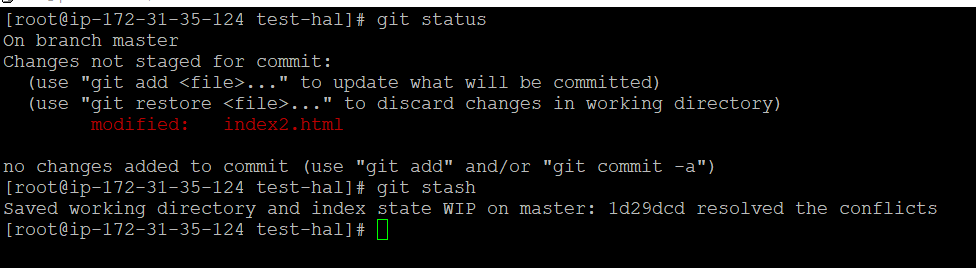 [root@ip-172-31-35-124 test-hal]# git status
On branch master
Changes not staged for commit:
  (use "git add <file>..." to update what will be committed)
  (use "git restore <file>..." to discard changes in working directory)
        modified:   index2.html

no changes added to commit (use "git add" and/or "git commit -a")
[root@ip-172-31-35-124 test-hal]# git stash
Saved working directory and index state WIP on master: 1d29dcd resolved the conflicts
[root@ip-172-31-35-124 test-hal]#